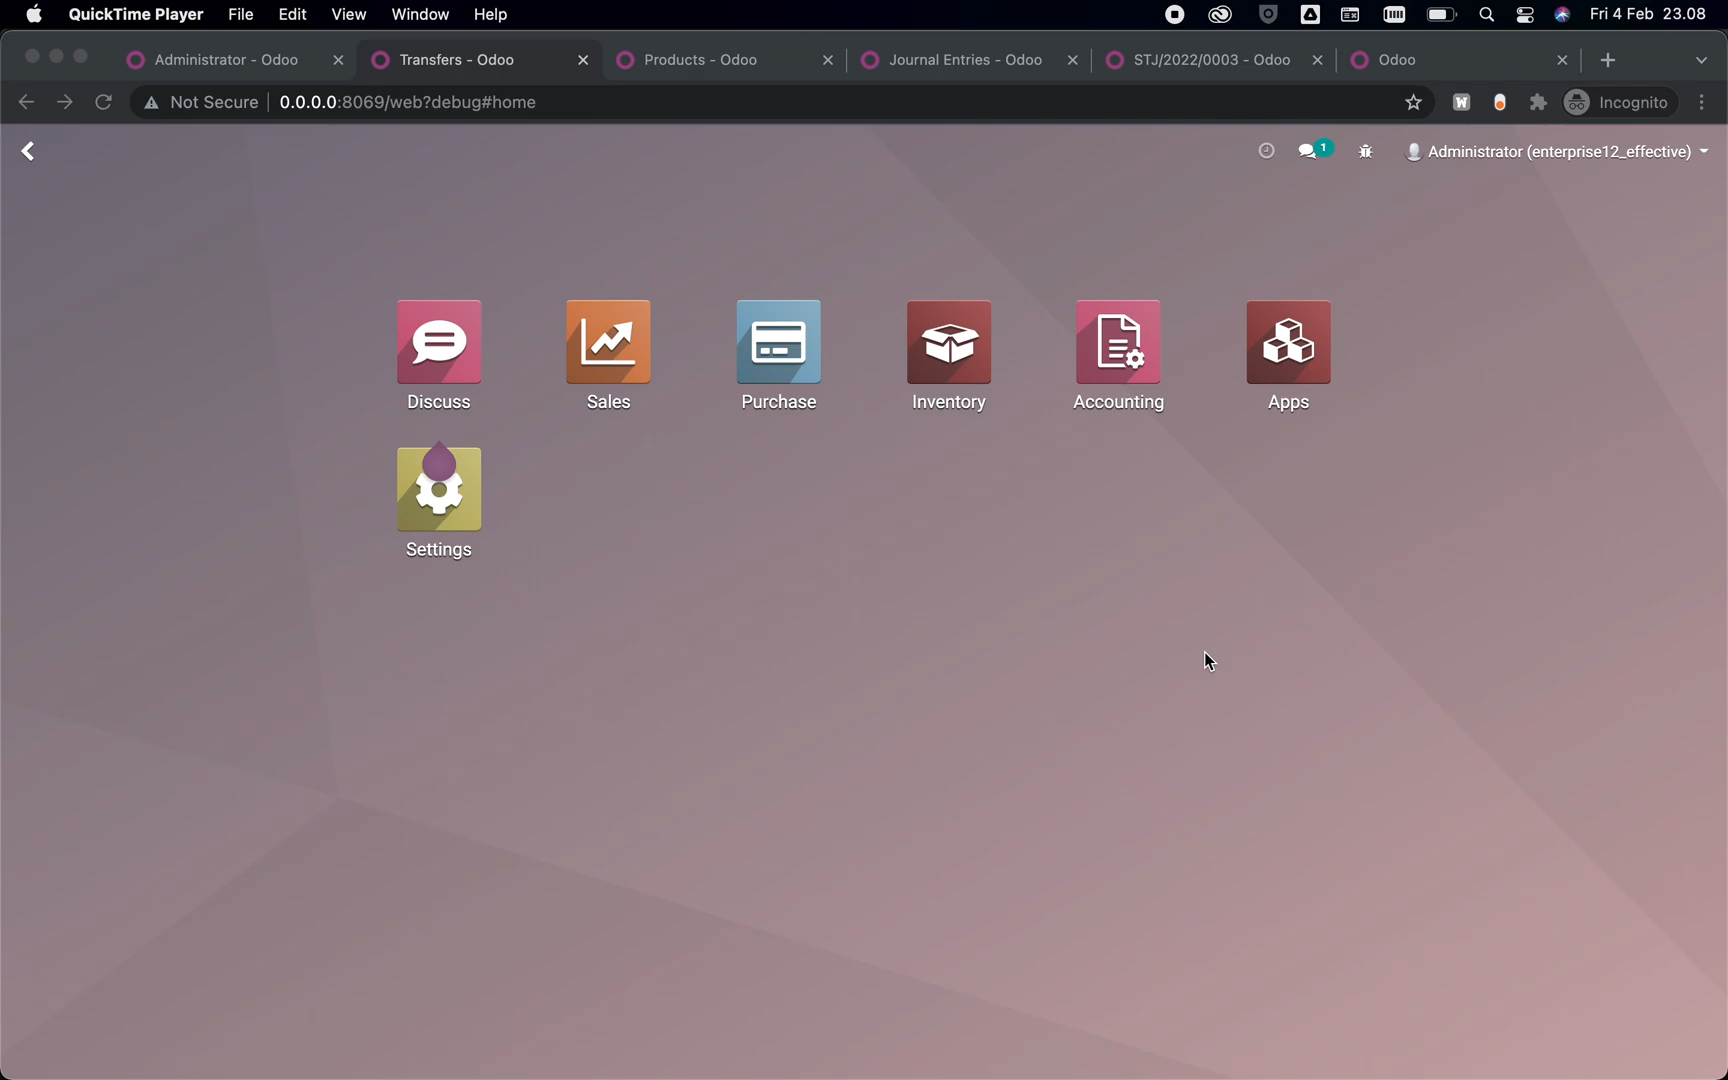 QuickTime Player File Edit View Window Help Fri 4 Feb 23.08
Administrator - Odoo Transfers - Odoo Products - Odoo Journal Entries - Odoo STJ/2022/0003 - Odoo Odoo
Not Secure 0.0.0.0:8069/web?debug#home W Incognito
1 Administrator (enterprise12_effective)
Discuss Sales Purchase Inventory Accounting Apps
Settings